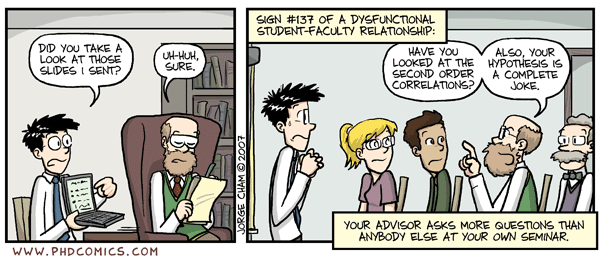 DID YOU TAKE A
LOOK AT THOSE
SLIDES I SENT?
UH-HUH,
SURE.
JORGE CHAM © 2007
SIGN #137 OF A DYSFUNCTIONAL
STUDENT-FACULTY RELATIONSHIP:
HAVE YOU
LOOKED AT THE
SECOND ORDER
CORRELATIONS?
ALSO, YOUR
HYPOTHESIS IS
A COMPLETE
JOKE.
YOUR ADVISOR ASKS MORE QUESTIONS THAN
ANYBODY ELSE AT YOUR OWN SEMINAR.
WWW.PHDCOMICS.COM